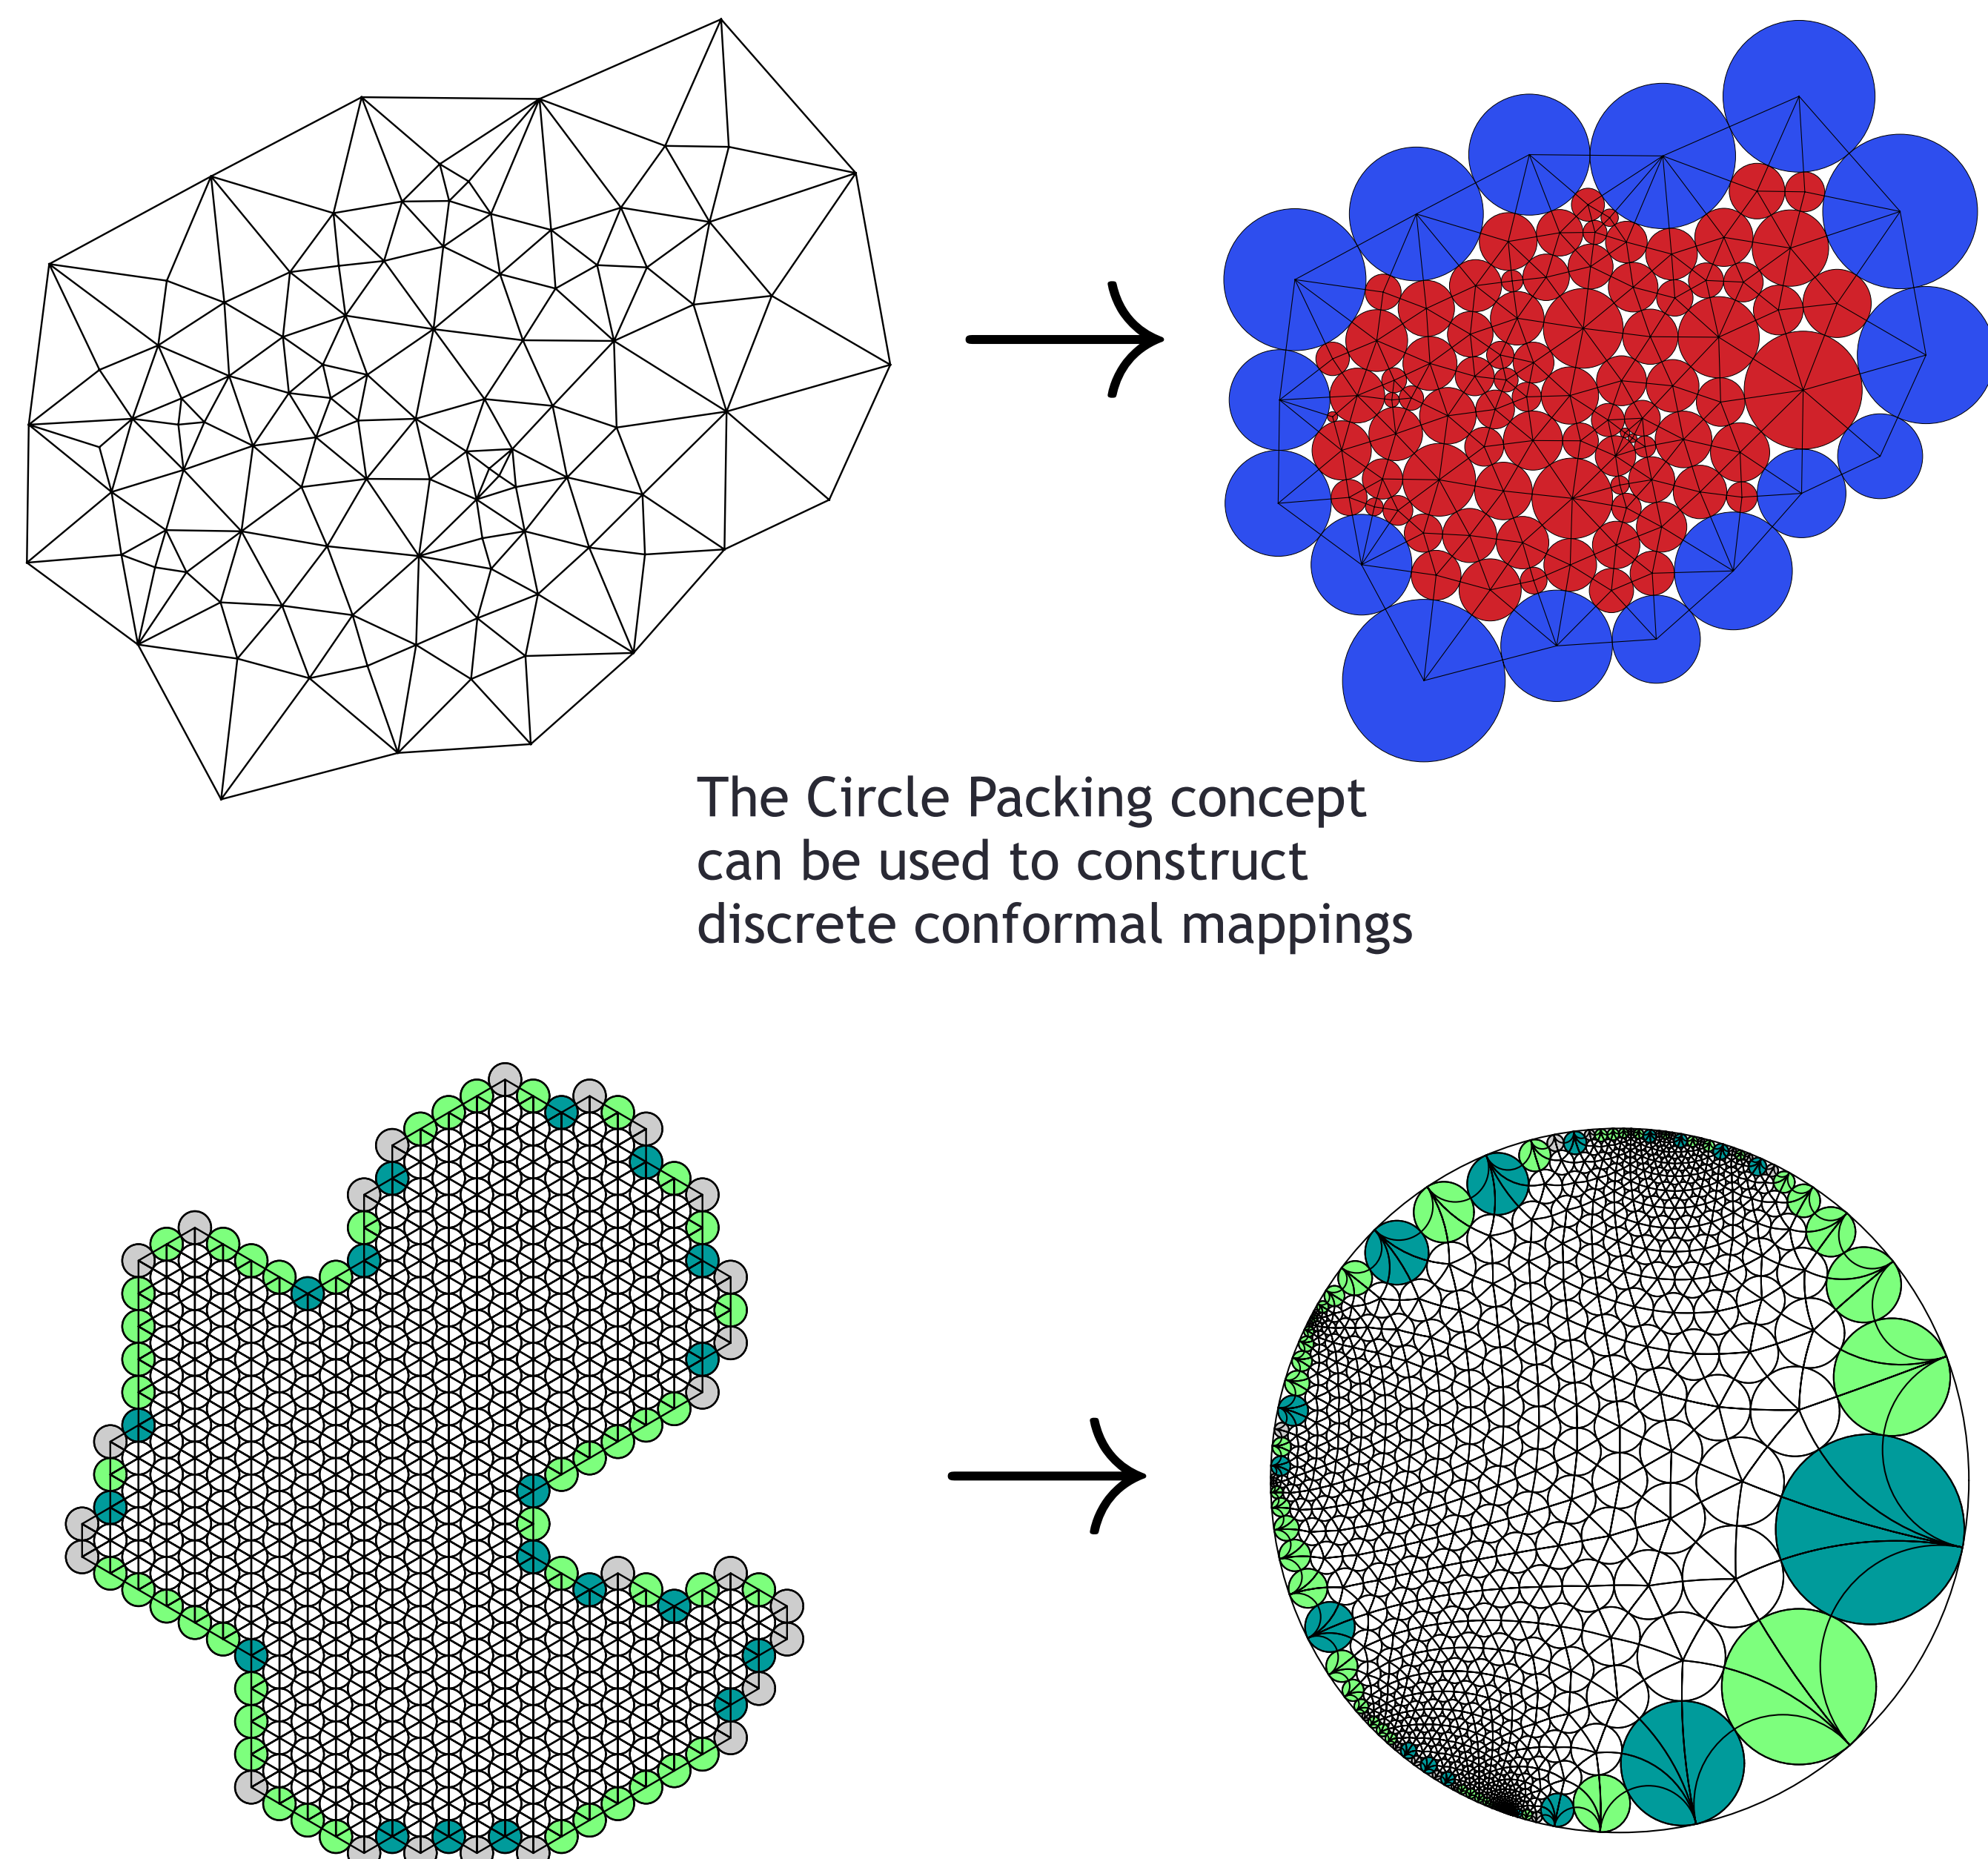 The Circle Packing concept
can be used to construct
discrete conformal mappings